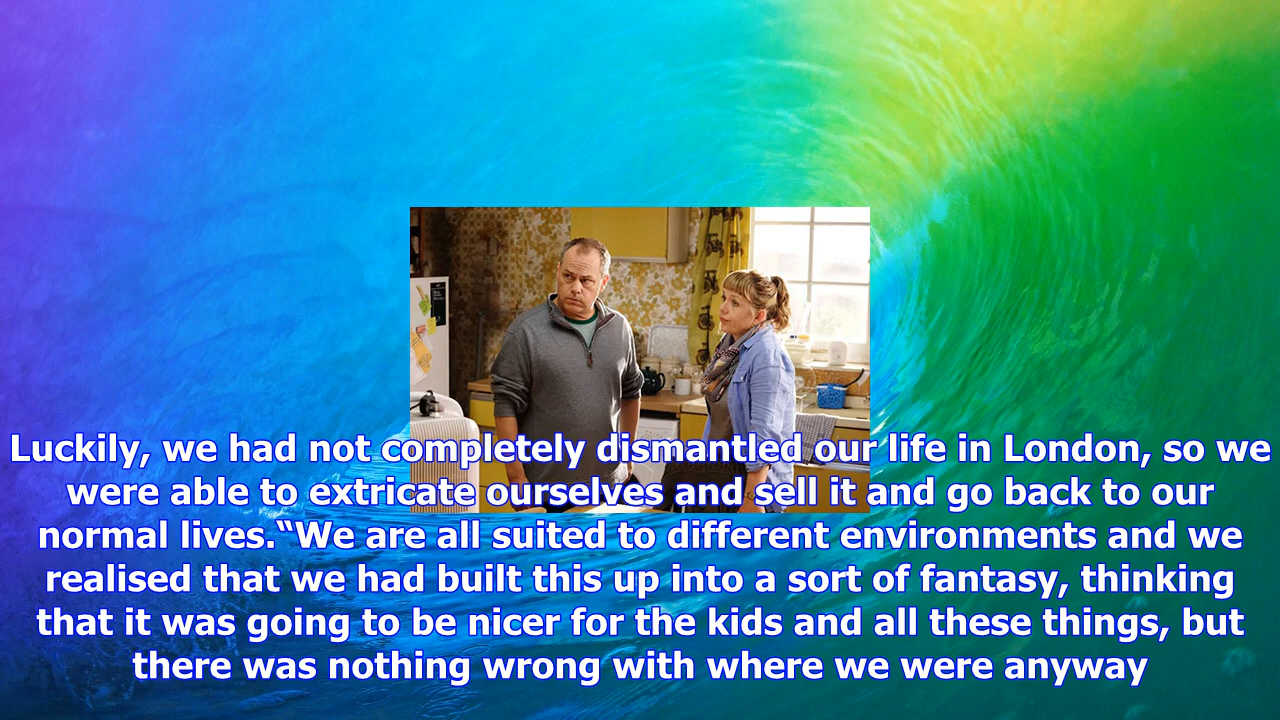 Luckily, we had not completely dismantled our life in London, so we
were able to extricate ourselves and sell it and go back to our
normal lives.“We are all suited to different environments and we
realised that we had built this up into a sort of fantasy, thinking
that it was going to be nicer for the kids and all these things, but
there was nothing wrong with where we were anyway